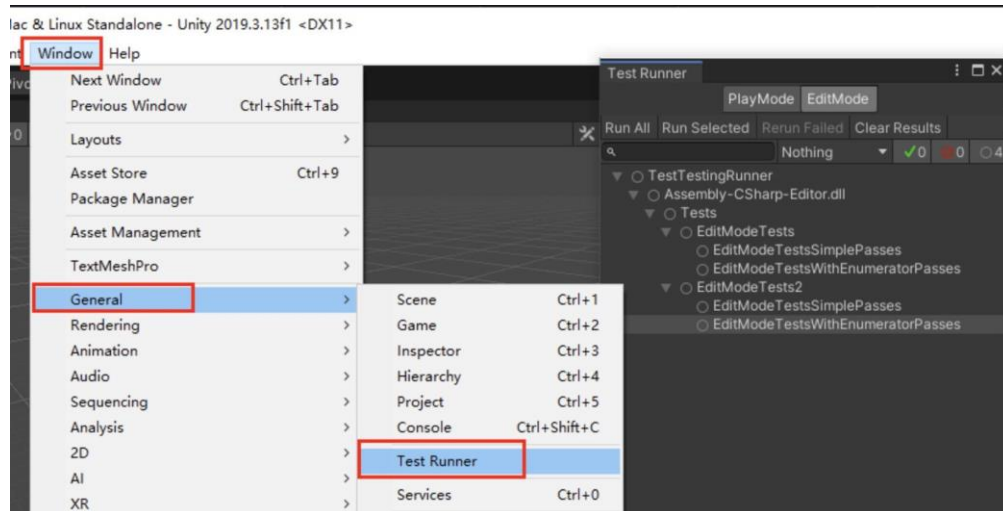 lac & Linux Standalone - Unity 2019.3.13f1 <DX11>
nt Window Help
Next Window Ctrl+Tab
Previous Window Ctrl+Shift+Tab
Layouts
Asset Store Ctrl+9
Package Manager
Asset Management
TextMeshPro
General
Rendering
Animation
Audio
Sequencing
Analysis
2D
AI
XR
Scene Ctrl+1
Game Ctrl+2
Inspector Ctrl+3
Hierarchy Ctrl+4
Project Ctrl+5
Console Ctrl+Shift+C
Test Runner
Services Ctrl+0
Test Runner
PlayMode EditMode
Run All Run Selected Rerun Failed Clear Results
Nothing 0 0 4
TestTestingRunner
Assembly-CSharp-Editor.dll
Tests
EditModeTests
EditModeTestsSimplePasses
EditModeTestsWithEnumeratorPasses
EditModeTests2
EditModeTestsSimplePasses
EditModeTestsWithEnumeratorPasses